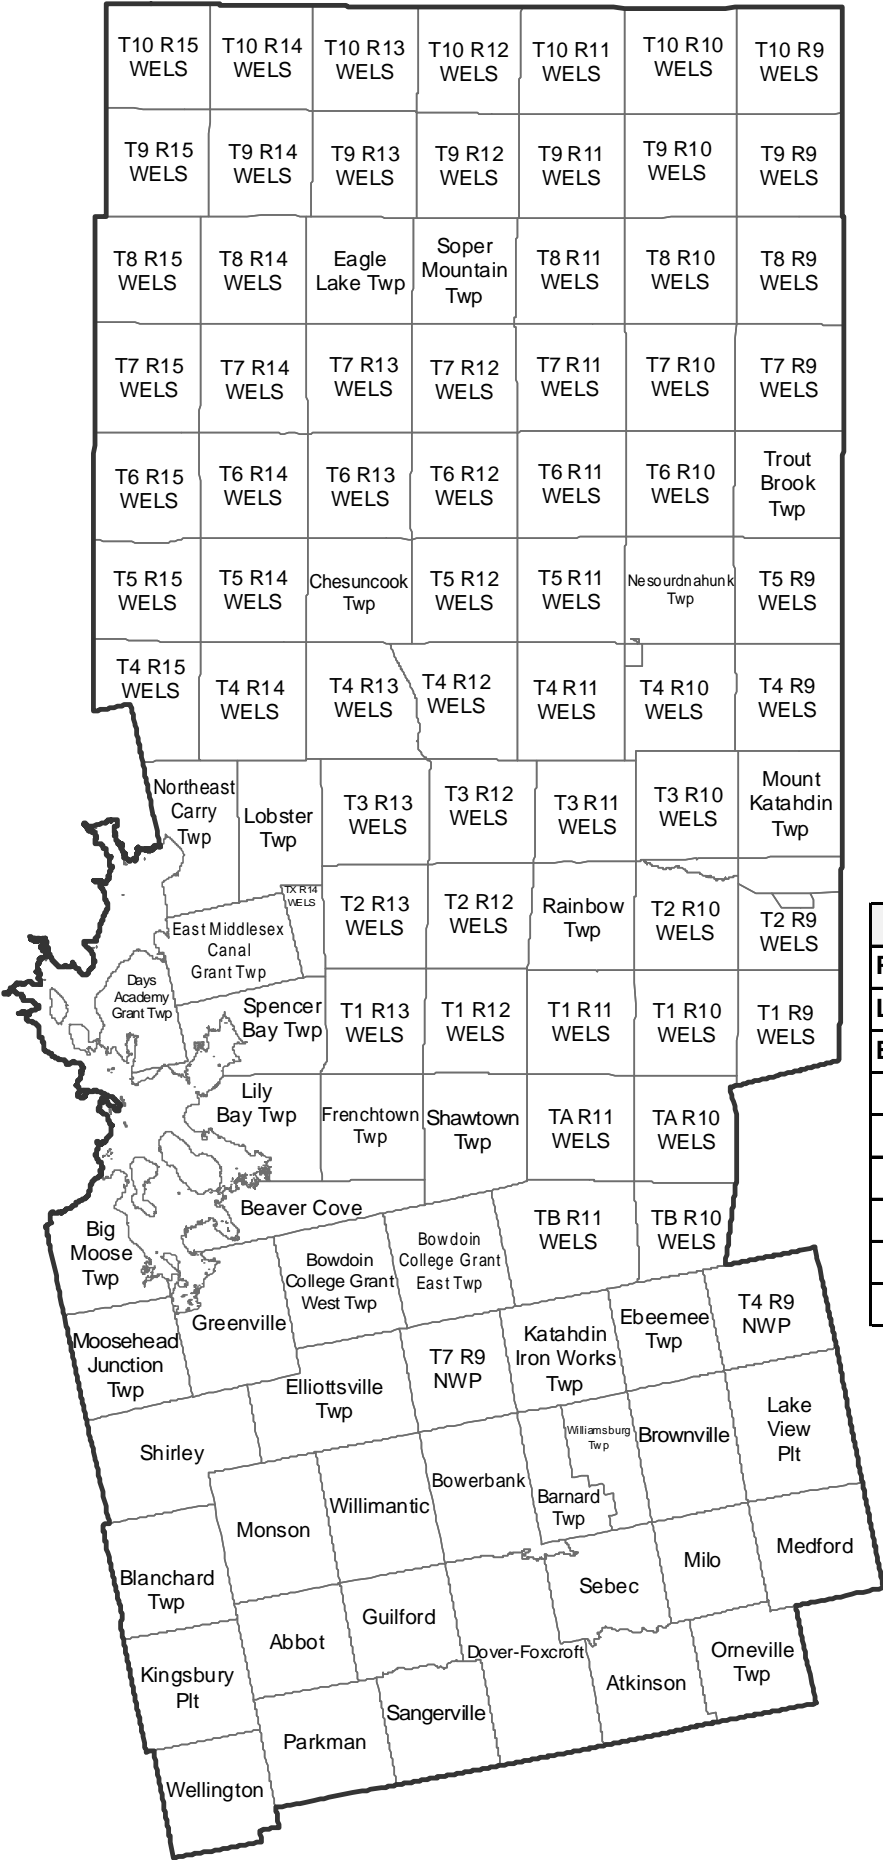 T10 R15
WELS
T10 R14
WELS
T10 R13
WELS
T10 R12
WELS
T10 R11
WELS
T10 R10
WELS
T10 R9
WELS
T9 R15
WELS
T9 R14
WELS
T9 R13
WELS
T9 R12
WELS
T9 R11
WELS
T9 R10
WELS
T9 R9
WELS
T8 R15
WELS
T8 R14
WELS
Eagle
Lake Twp
Soper
Mountain
Twp
T8 R11
WELS
T8 R10
WELS
T8 R9
WELS
T7 R15
WELS
T7 R14
WELS
T7 R13
WELS
T7 R12
WELS
T7 R11
WELS
T7 R10
WELS
T7 R9
WELS
T6 R15
WELS
T6 R14
WELS
T6 R13
WELS
T6 R12
WELS
T6 R11
WELS
T6 R10
WELS
Trout
Brook
Twp
T5 R15
WELS
T5 R14
WELS
Chesuncook
Twp
T5 R12
WELS
T5 R11
WELS
Nesourdnahunk
Twp
T5 R9
WELS
T4 R15
WELS
T4 R14
WELS
T4 R13
WELS
T4 R12
WELS
T4 R11
WELS
T4 R10
WELS
T4 R9
WELS
Northeast
Carry
Twp
Lobster
Twp
T3 R13
WELS
T3 R12
WELS
T3 R11
WELS
T3 R10
WELS
Mount
Katahdin
Twp
TX R14
WELS
T2 R13
WELS
T2 R12
WELS
Rainbow
Twp
T2 R10
WELS
T2 R9
WELS
East Middlesex
Canal
Grant Twp
Days
Academy
Grant Twp
Spencer
Bay Twp
T1 R13
WELS
T1 R12
WELS
T1 R11
WELS
T1 R10
WELS
T1 R9
WELS
Lily
Bay Twp
Frenchtown
Twp
Shawtown
Twp
TA R11
WELS
TA R10
WELS
Beaver Cove
Big
Moose
Twp
Bowdoin
College Grant
West Twp
Bowdoin
College Grant
East Twp
TB R11
WELS
TB R10
WELS
Moosehead
Junction
Twp
Greenville
Elliottsville
Twp
T7 R9
NWP
Katahdin
Iron Works
Twp
Ebeemee
Twp
T4 R9
NWP
Shirley
Williamsburg
Twp
Brownville
Lake
View
Plt
Monson
Willimantic
Bowerbank
Barnard
Twp
Blanchard
Twp
Sebec
Milo
Medford
Abbot
Guilford
Dover-Foxcroft
Orneville
Twp
Kingsbury
Plt
Sangerville
Atkinson
Parkman
Wellington